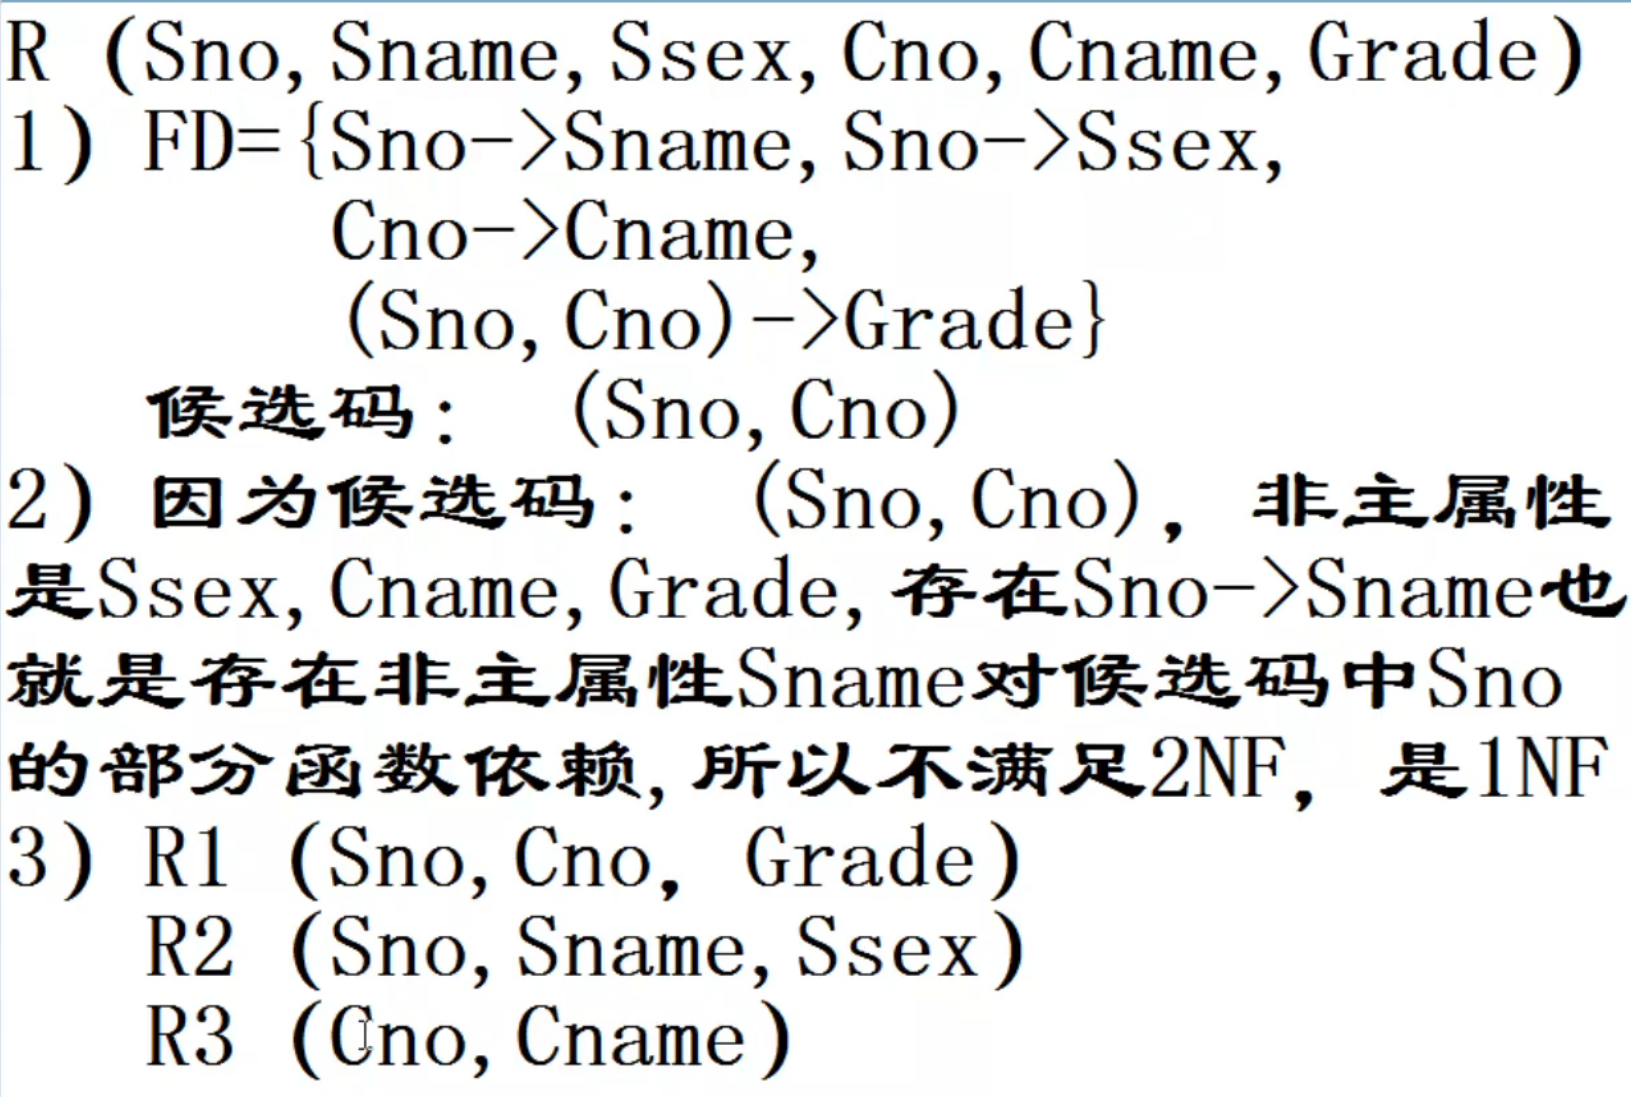 R (Sno,Sname,Ssex,Cno,Cname,Grade)
1) FD={Sno->Sname,Sno->Ssex,
Cno->Cname,
(Sno,Cno)->Grade}
候选码: (Sno,Cno)
2) 因为候选码: (Sno,Cno), 非主属性
是Ssex,Cname,Grade,存在Sno->Sname也
就是存在非主属性Sname对候选码中Sno
的部分函数依赖,所以不满足2NF, 是1NF
3) R1 (Sno,Cno, Grade)
R2 (Sno,Sname,Ssex)
R3 (Cno,Cname)